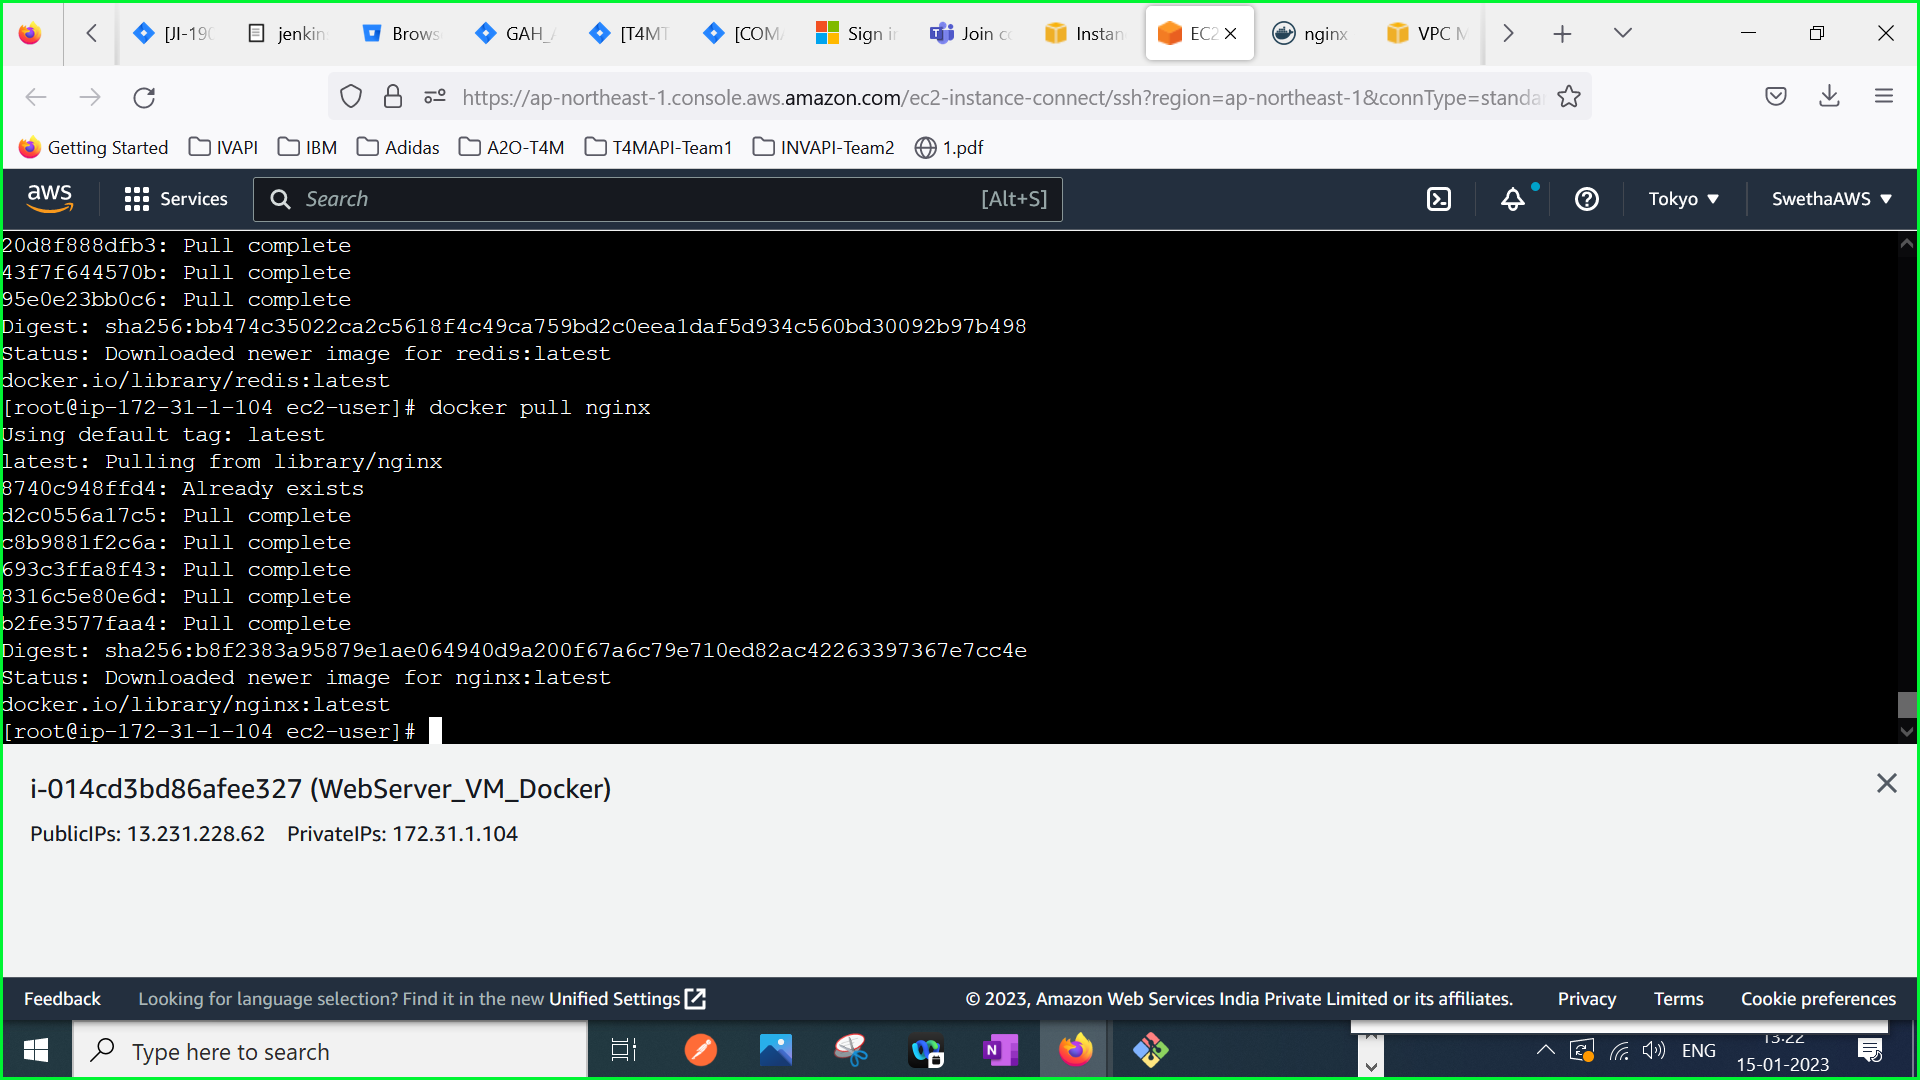 [JI-190
jenkin
Brows
GAH_A
[T4MT
[COMA
Sign in
Join co
Instan
EC2
nginx
VPC M
https://ap-northeast-1.console.aws.amazon.com/ec2-instance-connect/ssh?region=ap-northeast-1&connType=standa
Getting Started
IVAPI
IBM
Adidas
A2O-T4M
T4MAPI-Team1
INVAPI-Team2
1.pdf
aws
Services
Search
[Alt+S]
Tokyo
SwethaAWS
20d8f888dfb3: Pull complete
43f7f644570b: Pull complete
95e0e23bb0c6: Pull complete
Digest: sha256:bb474c35022ca2c5618f4c49ca759bd2c0eea1daf5d934c560bd30092b97b498
Status: Downloaded newer image for redis:latest
docker.io/library/redis:latest
[root@ip-172-31-1-104 ec2-user]# docker pull nginx
Using default tag: latest
latest: Pulling from library/nginx
8740c948ffd4: Already exists
d2c0556a17c5: Pull complete
c8b9881f2c6a: Pull complete
693c3ffa8f43: Pull complete
8316c5e80e6d: Pull complete
b2fe3577faa4: Pull complete
Digest: sha256:b8f2383a95879e1ae064940d9a200f67a6c79e710ed82ac42263397367e7cc4e
Status: Downloaded newer image for nginx:latest
docker.io/library/nginx:latest
[root@ip-172-31-1-104 ec2-user]#
i-014cd3bd86afee327 (WebServer_VM_Docker)
PublicIPs: 13.231.228.62 PrivateIPs: 172.31.1.104
Feedback
Looking for language selection? Find it in the new Unified Settings
© 2023, Amazon Web Services India Private Limited or its affiliates.
Privacy
Terms
Cookie preferences
Type here to search
ENG
13:22
15-01-2023